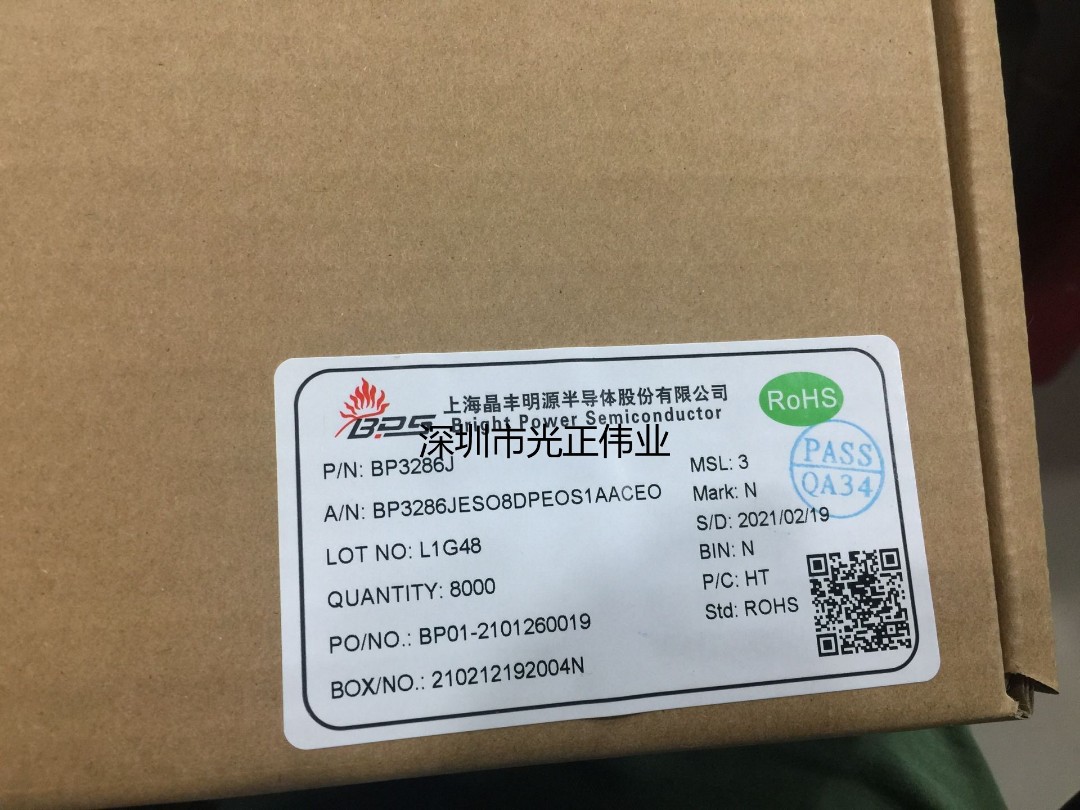 BPS
上海晶丰明源半导体股份有限公司
Bright Power Semiconductor
RoHS
深圳市光正伟业
PASS
QA34
P/N: BP3286J
A/N: BP3286JESO8DPEOS1AACEO
LOT NO: L1G48
QUANTITY: 8000
PO/NO.: BP01-2101260019
BOX/NO.: 210212192004N
MSL: 3
Mark: N
S/D: 2021/02/19
BIN: N
P/C: HT
Std: ROHS